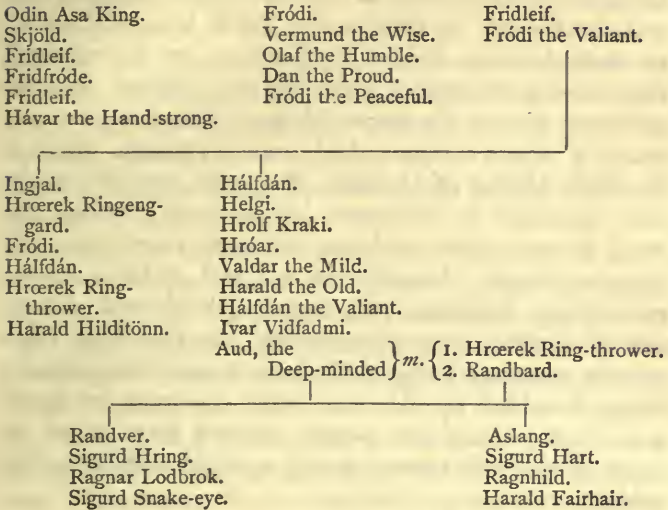 Odin Asa King.
Skjöld.
Fridleif.
Fridfróde.
Fridleif.
Hávar the Hand-strong.
Fródi.
Vermund the Wise.
Olaf the Humble.
Dan the Proud.
Fródi the Peaceful.
Fridleif.
Fródi the Valiant.
Ingjal.
Hrœrek Ringeng-
gard.
Fródi.
Hálfdán.
Hrœrek Ring-
thrower.
Harald Hilditönn.
Hálfdán.
Helgi.
Hrolf Kraki.
Hróar.
Valdar the Mild.
Harald the Old.
Hálfdán the Valiant.
Ivar Vidfadmi.
Aud, the
Deep-minded } m. { 1. Hrœrek Ring-thrower.
2. Randbard.
Randver.
Sigurd Hring.
Ragnar Lodbrok.
Sigurd Snake-eye.
Aslang.
Sigurd Hart.
Ragnhild.
Harald Fairhair.